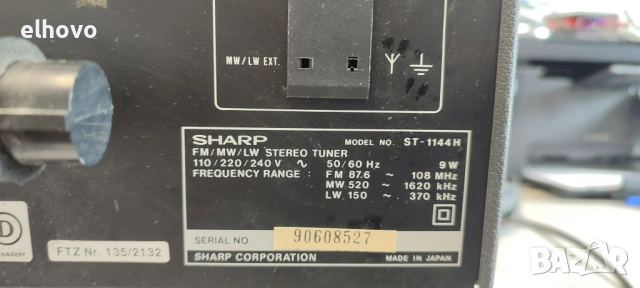 elhovo
MW/LW EXT.
SHARP MODEL NO. ST-1144H
FM/MW/LW STEREO TUNER
110/220/240 V ~ 50/60 Hz 9 W
FREQUENCY RANGE: FM 87.6 ~ 108 MHz
MW 520 ~ 1620 kHz
LW 150 ~ 370 kHz
SERIAL NO. 90608527
SHARP CORPORATION MADE IN JAPAN
D
SHARP
FTZ Nr. 135/2132
BAZAR.bg